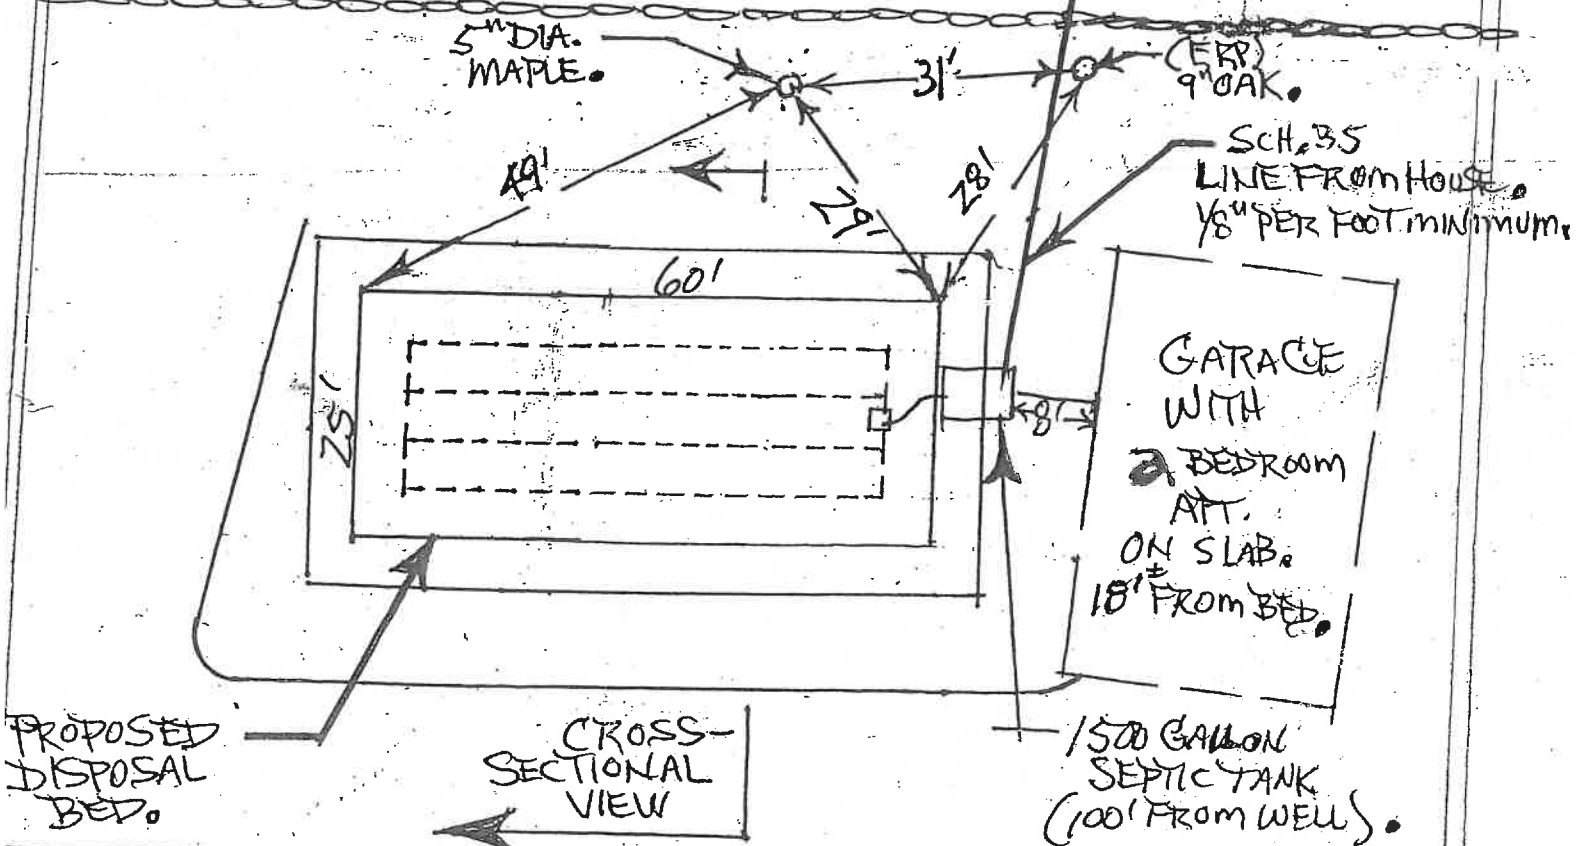 5" DIA.
MAPLE.
31'
(ERP)
9" OAK.
SCH. 35
LINE FROM HOUSE.
1/8" PER FOOT MINIMUM.
49'
29'
28'
60'
25'
8'
GARAGE
WITH
2 BEDROOM
APT.
ON SLAB.
18'± FROM BED.
PROPOSED
DISPOSAL
BED.
CROSS-
SECTIONAL
VIEW
1500 GALLON
SEPTIC TANK
(100' FROM WELL).